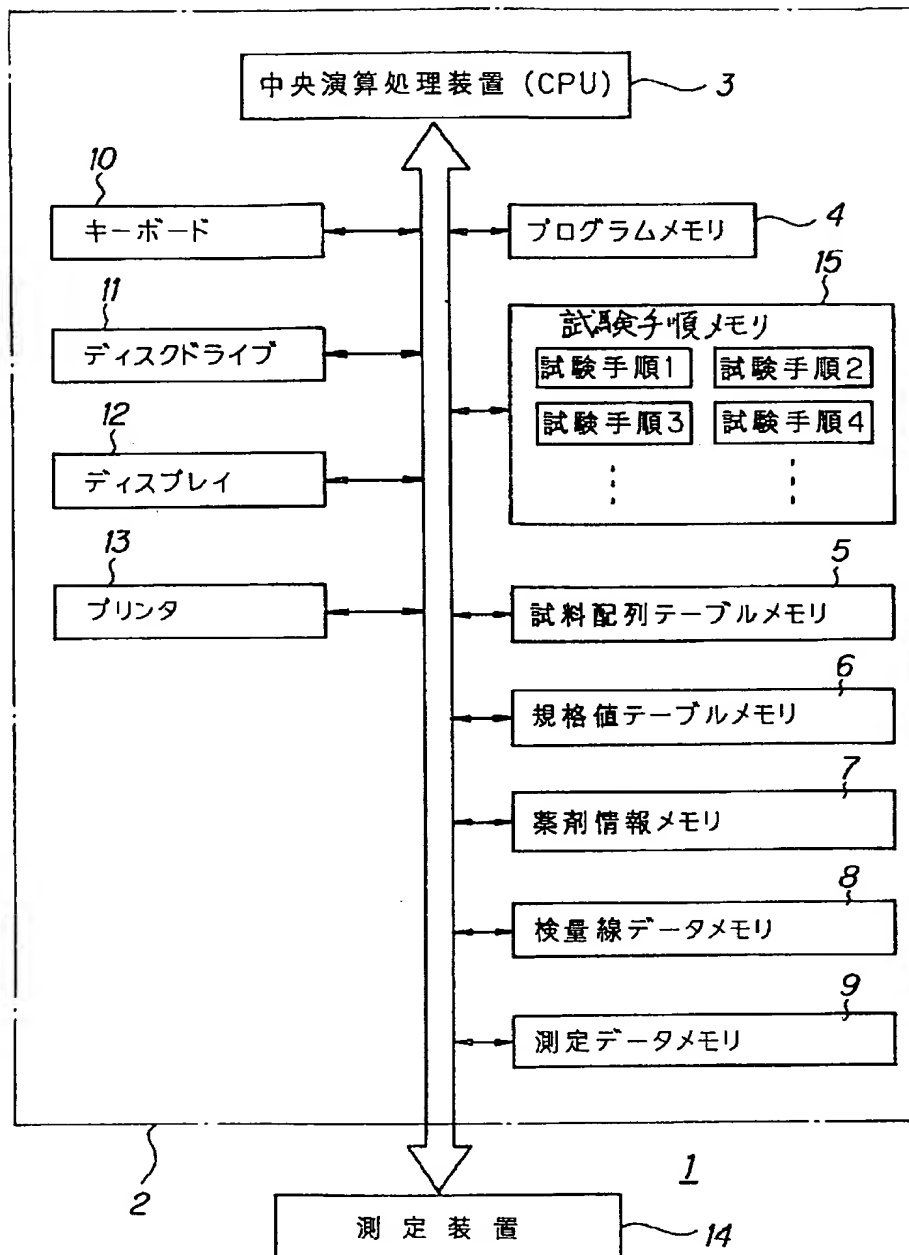 中央演算処理装置 (CPU)
3
10
キーボード
プログラムメモリ
4
11
ディスクドライブ
15
試験手順メモリ
試験手順1
試験手順2
試験手順3
試験手順4
12
ディスプレイ
13
プリンタ
5
試料配列テーブルメモリ
6
規格値テーブルメモリ
7
薬剤情報メモリ
8
検量線データメモリ
9
測定データメモリ
2
1
測定装置
14